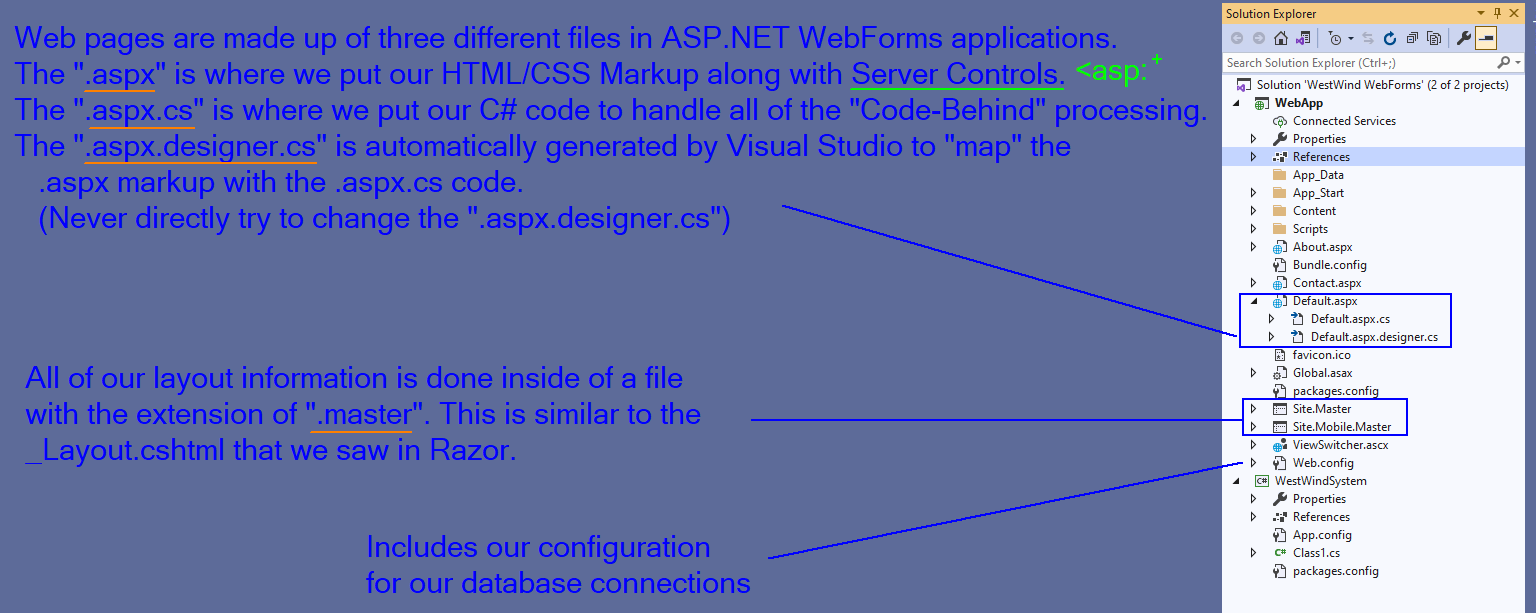 Web pages are made up of three different files in ASP.NET WebForms applications.
The ".aspx" is where we put our HTML/CSS Markup along with Server Controls. <asp: +
The ".aspx.cs" is where we put our C# code to handle all of the "Code-Behind" processing.
The ".aspx.designer.cs" is automatically generated by Visual Studio to "map" the
.aspx markup with the .aspx.cs code.
(Never directly try to change the ".aspx.designer.cs")
All of our layout information is done inside of a file
with the extension of ".master". This is similar to the
_Layout.cshtml that we saw in Razor.
Includes our configuration
for our database connections
Solution Explorer
Search Solution Explorer (Ctrl+;)
Solution 'WestWind WebForms' (2 of 2 projects)
WebApp
Connected Services
Properties
References
App_Data
App_Start
Content
Scripts
About.aspx
Bundle.config
Contact.aspx
Default.aspx
Default.aspx.cs
Default.aspx.designer.cs
favicon.ico
Global.asax
packages.config
Site.Master
Site.Mobile.Master
ViewSwitcher.ascx
Web.config
C# WestWindSystem
Properties
References
App.config
C# Class1.cs
packages.config